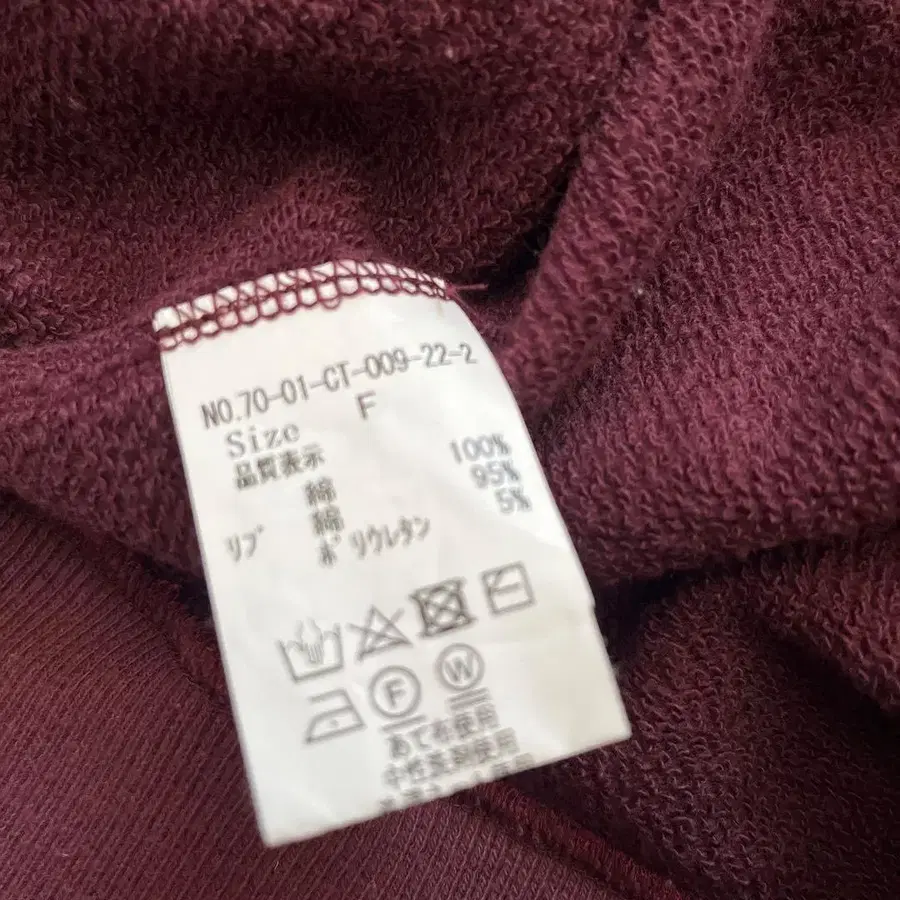 NO.70-01-CT-009-22-2
Size F
品質表示
綿 100%
リブ 綿 95%
ポリウレタン 5%
F W
あて布使用
中性洗剤使用